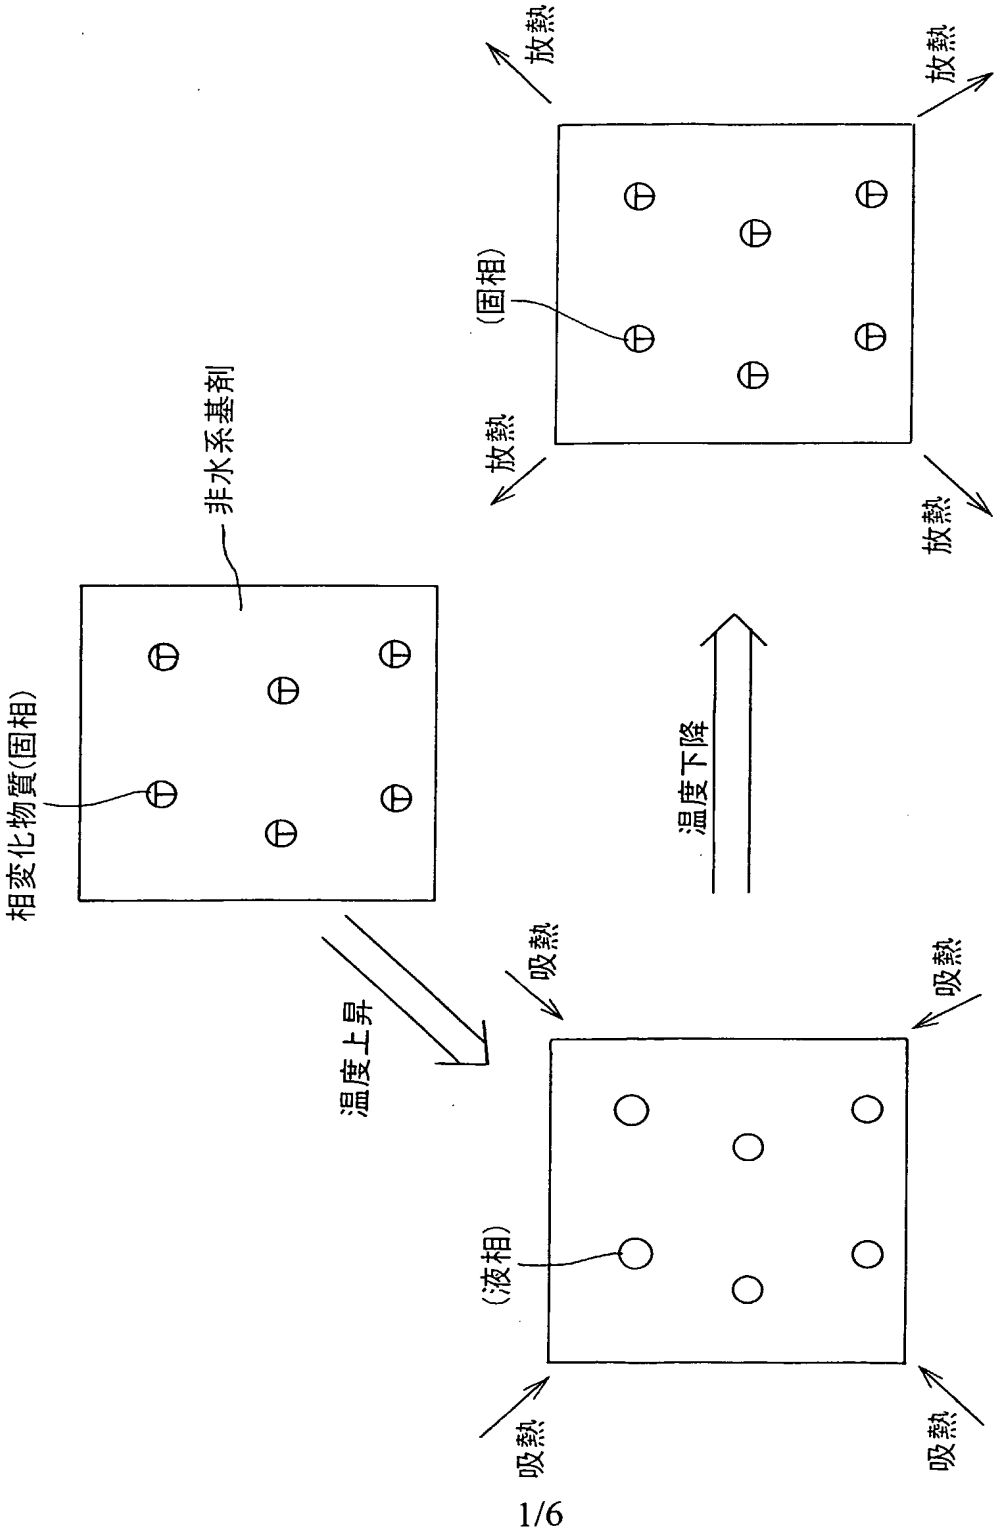 相変化物質(固相)
非水系基剤
温度上昇
吸熱
吸熱
(液相)
吸熱
吸熱
温度下降
放熱
放熱
(固相)
放熱
放熱
1/6